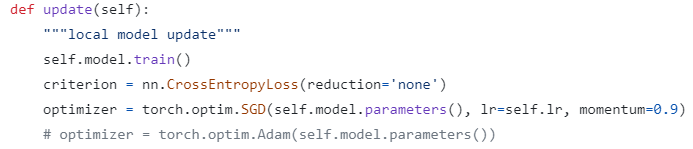 def update(self):
    """local model update"""
    self.model.train()
    criterion = nn.CrossEntropyLoss(reduction='none')
    optimizer = torch.optim.SGD(self.model.parameters(), lr=self.lr, momentum=0.9)
    # optimizer = torch.optim.Adam(self.model.parameters())